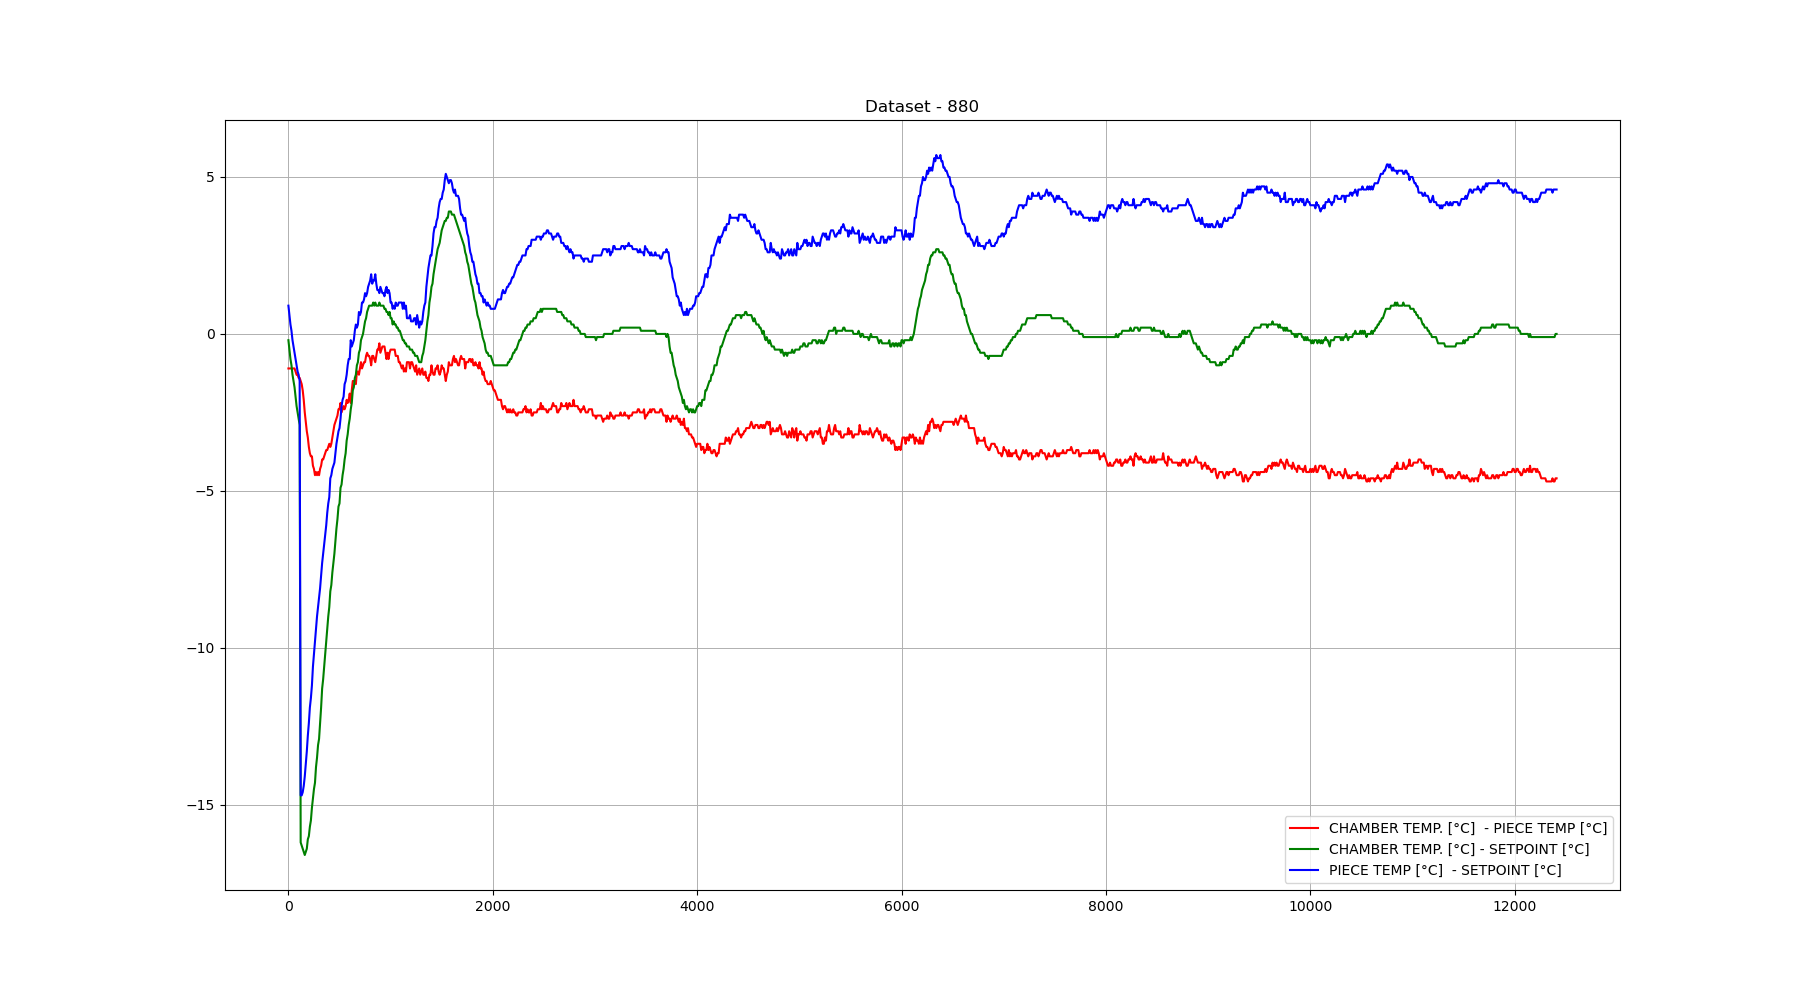 Dataset - 880
5
0
−5
−10
−15
0 2000 4000 6000 8000 10000 12000
CHAMBER TEMP. [°C]  - PIECE TEMP [°C]
CHAMBER TEMP. [°C] - SETPOINT [°C]
PIECE TEMP [°C]  - SETPOINT [°C]